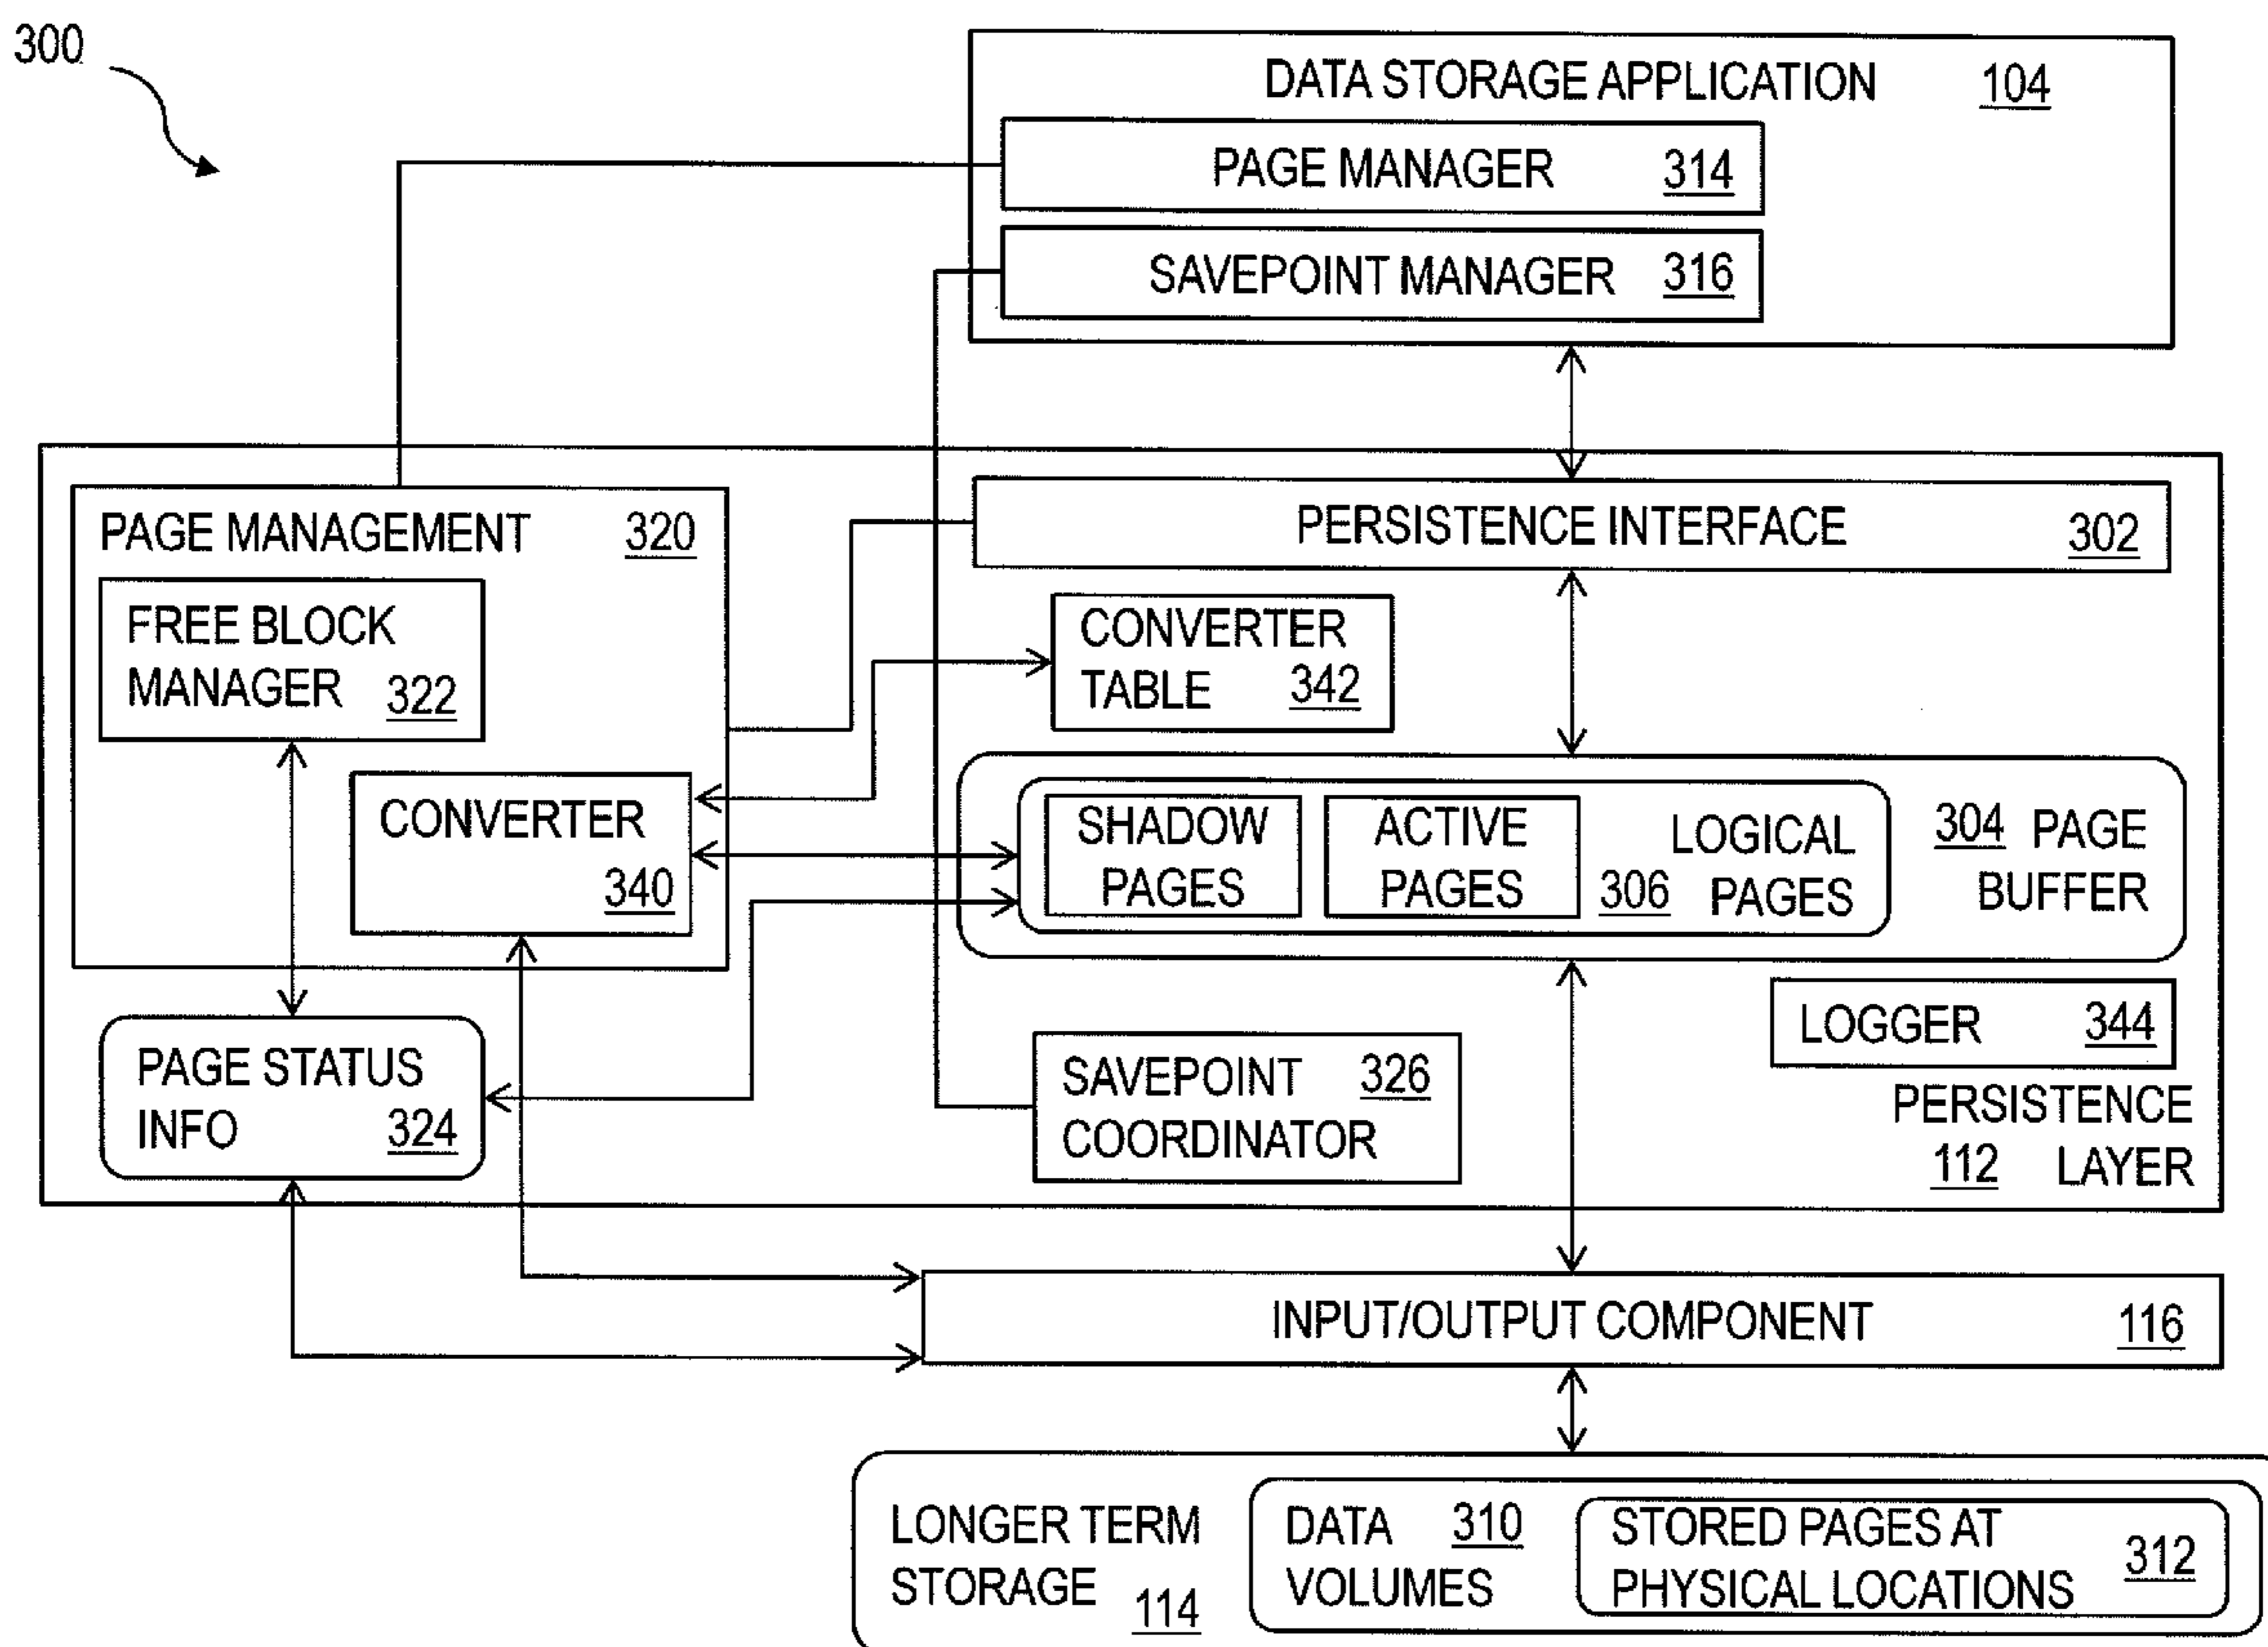 300
DATA STORAGE APPLICATION 104
PAGE MANAGER 314
SAVEPOINT MANAGER 316
PAGE MANAGEMENT 320
PERSISTENCE INTERFACE 302
FREE BLOCK
MANAGER 322
CONVERTER
TABLE 342
CONVERTER
340
SHADOW
PAGES
ACTIVE
PAGES
LOGICAL
306 PAGES
304 PAGE
BUFFER
LOGGER 344
PAGE STATUS
INFO 324
SAVEPOINT 326
COORDINATOR
PERSISTENCE
112 LAYER
INPUT/OUTPUT COMPONENT 116
LONGER TERM
STORAGE 114
DATA 310
VOLUMES
STORED PAGES AT
PHYSICAL LOCATIONS 312